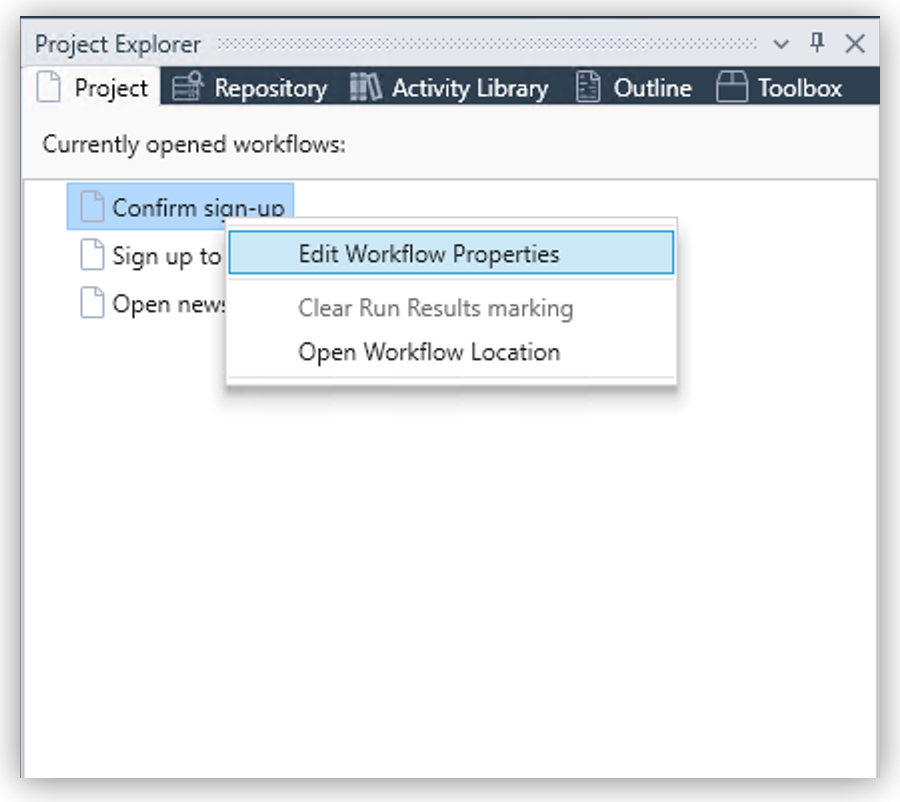 Project Explorer
Project Repository Activity Library Outline Toolbox
Currently opened workflows:
Confirm sign-up
Sign up to
Open
Edit Workflow Properties
Clear Run Results marking
Open Workflow Location